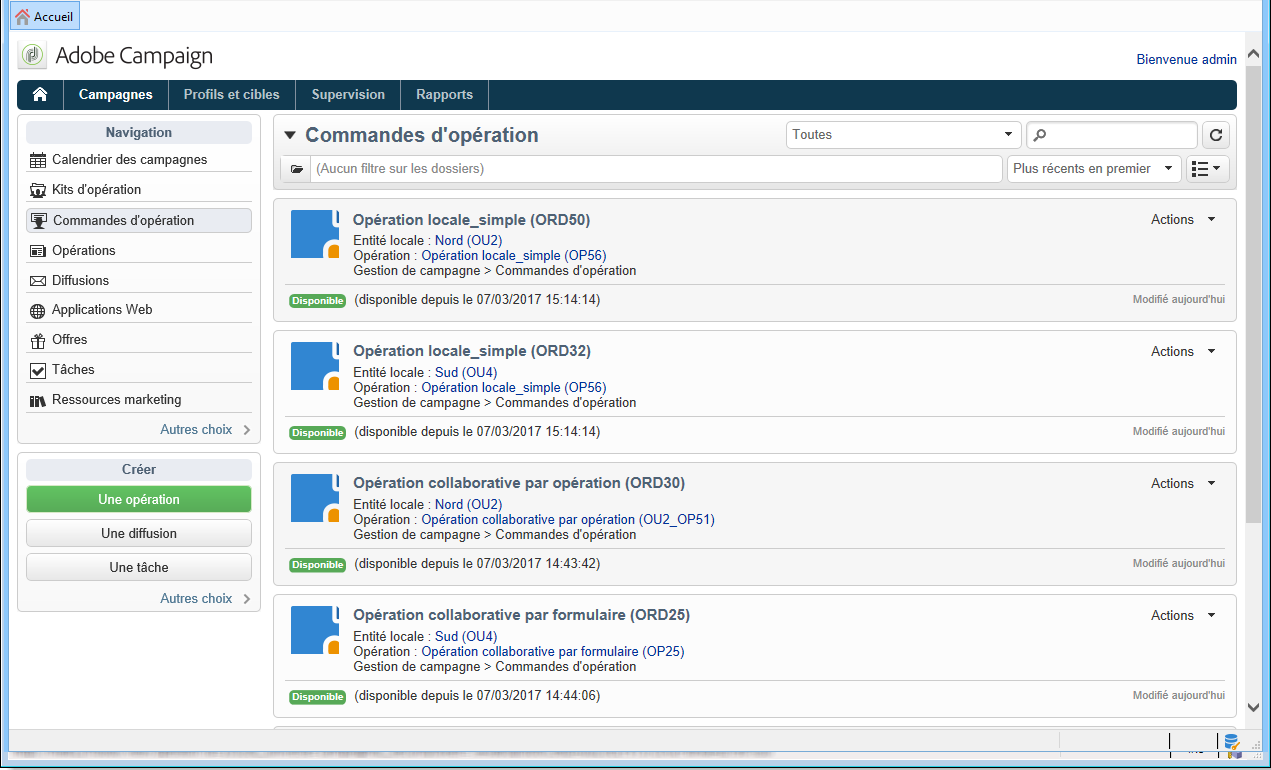 Accueil
Adobe Campaign
Bienvenue admin
Campagnes Profils et cibles Supervision Rapports
Navigation
Calendrier des campagnes
Kits d'opération
Commandes d'opération
Opérations
Diffusions
Applications Web
Offres
Tâches
Ressources marketing
Autres choix
Créer
Une opération
Une diffusion
Une tâche
Autres choix
Commandes d'opération
Toutes
(Aucun filtre sur les dossiers)
Plus récents en premier
Opération locale_simple (ORD50)
Actions
Entité locale : Nord (OU2)
Opération : Opération locale_simple (OP56)
Gestion de campagne > Commandes d'opération
Disponible (disponible depuis le 07/03/2017 15:14:14)
Modifié aujourd'hui
Opération locale_simple (ORD32)
Actions
Entité locale : Sud (OU4)
Opération : Opération locale_simple (OP56)
Gestion de campagne > Commandes d'opération
Disponible (disponible depuis le 07/03/2017 15:14:14)
Modifié aujourd'hui
Opération collaborative par opération (ORD30)
Actions
Entité locale : Nord (OU2)
Opération : Opération collaborative par opération (OU2_OP51)
Gestion de campagne > Commandes d'opération
Disponible (disponible depuis le 07/03/2017 14:43:42)
Modifié aujourd'hui
Opération collaborative par formulaire (ORD25)
Actions
Entité locale : Sud (OU4)
Opération : Opération collaborative par formulaire (OP25)
Gestion de campagne > Commandes d'opération
Disponible (disponible depuis le 07/03/2017 14:44:06)
Modifié aujourd'hui